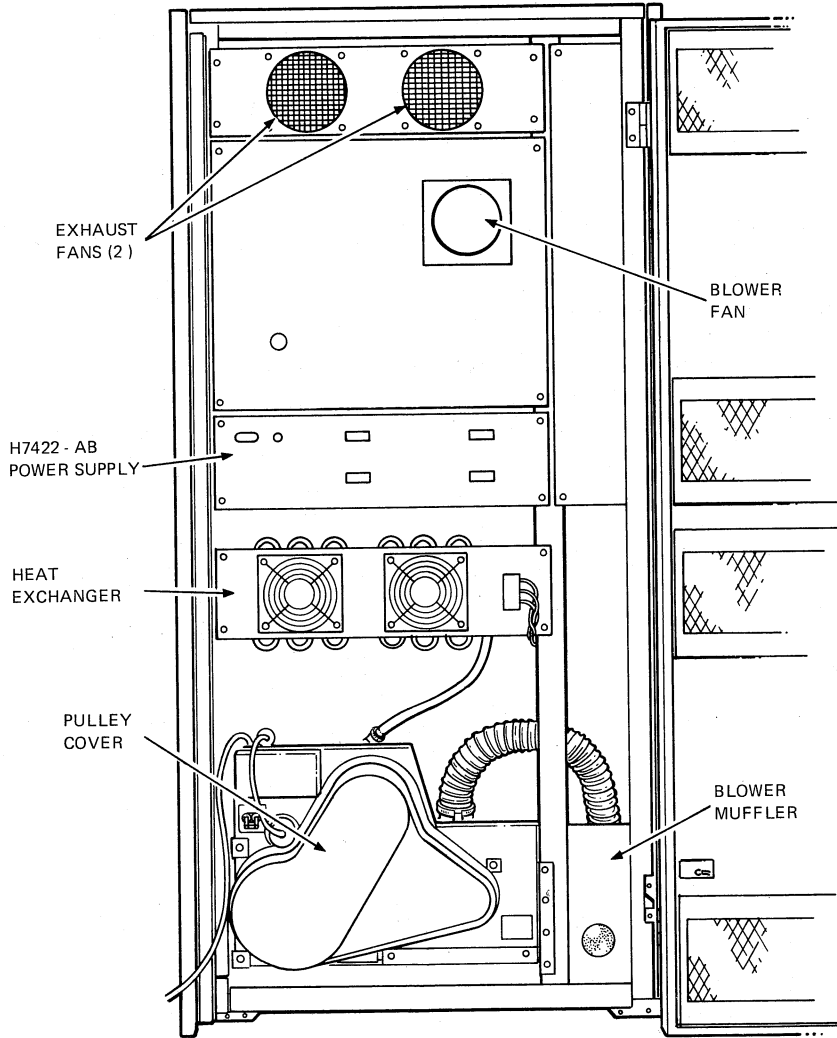 EXHAUST
FANS (2)
BLOWER
FAN
H7422 - AB
POWER SUPPLY
HEAT
EXCHANGER
PULLEY
COVER
BLOWER
MUFFLER